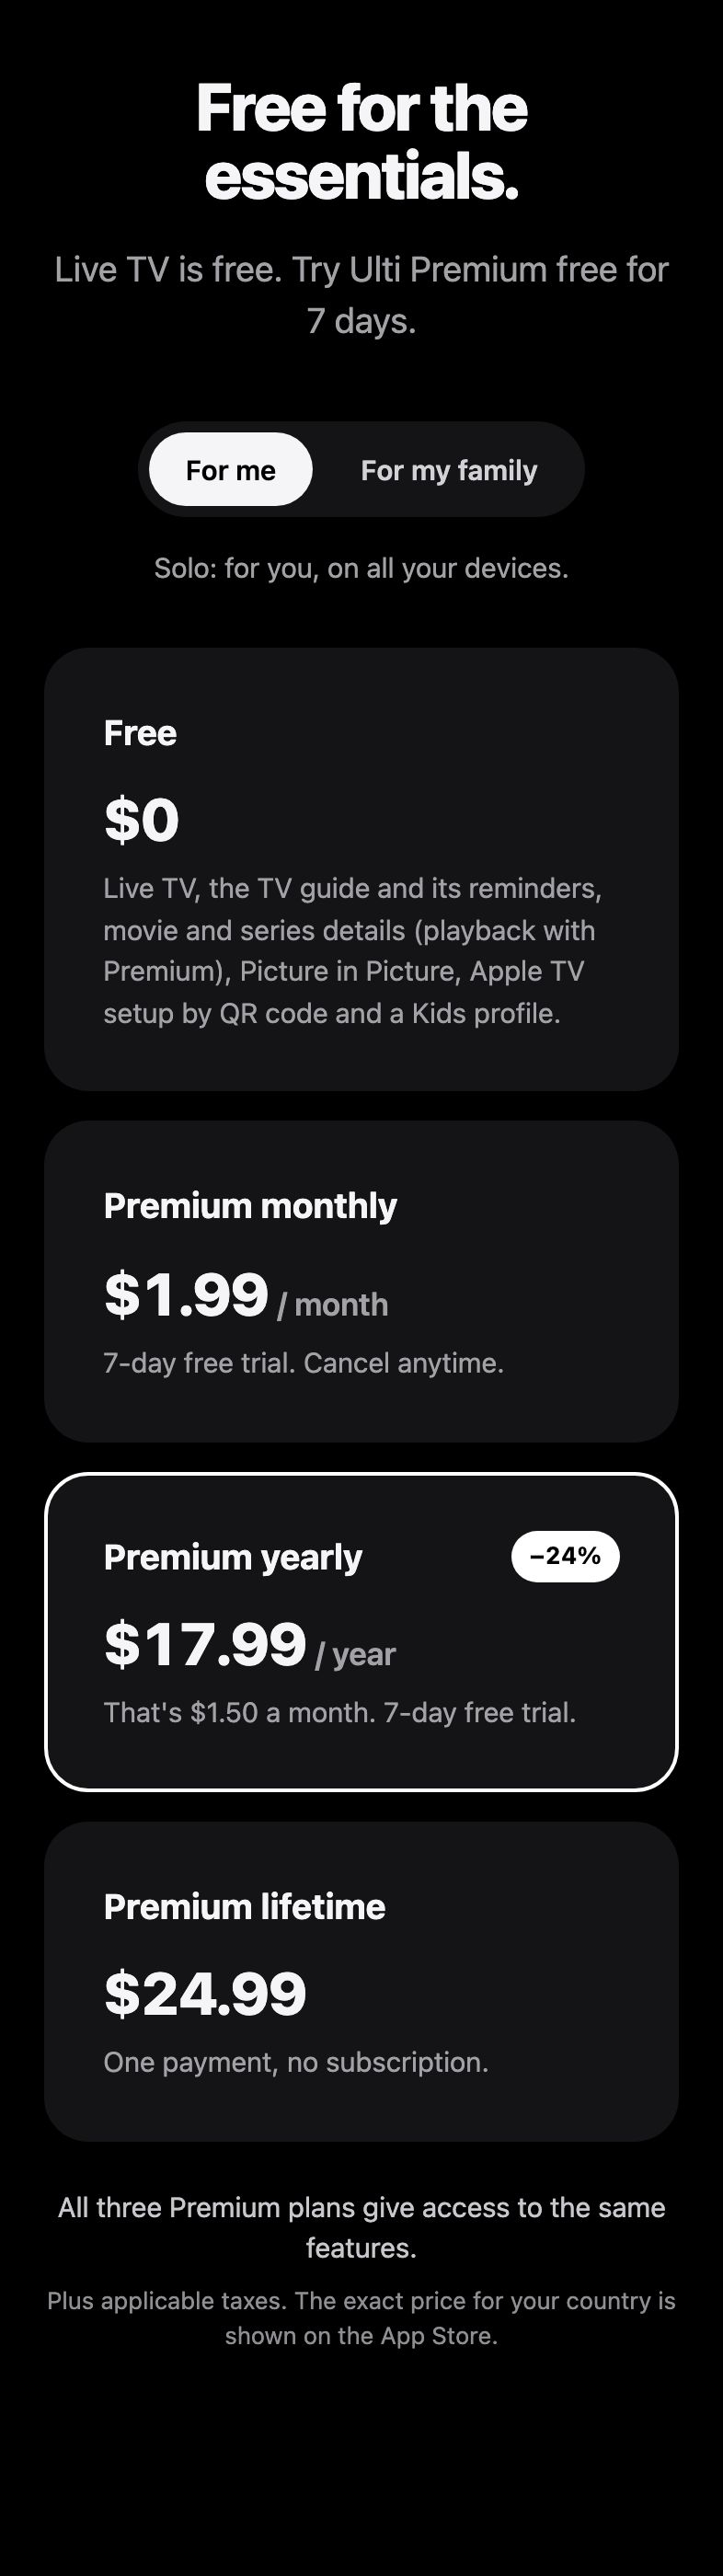 Free for the
essentials.
Live TV is free. Try Ulti Premium free for
7 days.
For me
For my family
Solo: for you, on all your devices.
Free
$0
Live TV, the TV guide and its reminders,
movie and series details (playback with
Premium), Picture in Picture, Apple TV
setup by QR code and a Kids profile.
Premium monthly
$1.99 / month
7-day free trial. Cancel anytime.
Premium yearly
−24%
$17.99 / year
That's $1.50 a month. 7-day free trial.
Premium lifetime
$24.99
One payment, no subscription.
All three Premium plans give access to the same
features.
Plus applicable taxes. The exact price for your country is
shown on the App Store.